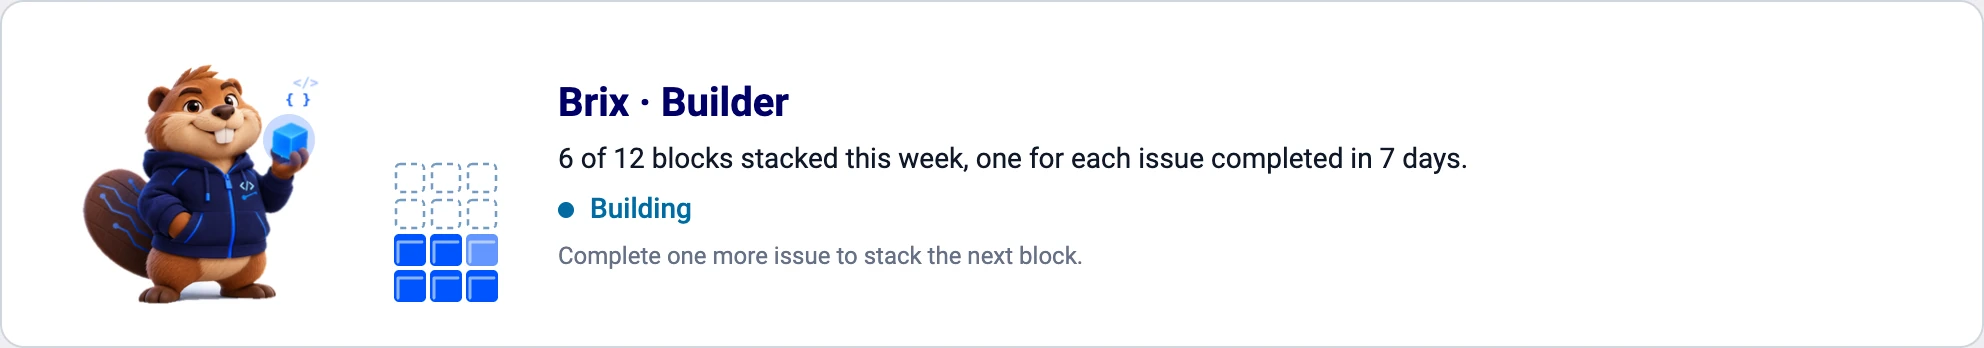 </>
{ }
</>
Brix · Builder
6 of 12 blocks stacked this week, one for each issue completed in 7 days.
Building
Complete one more issue to stack the next block.